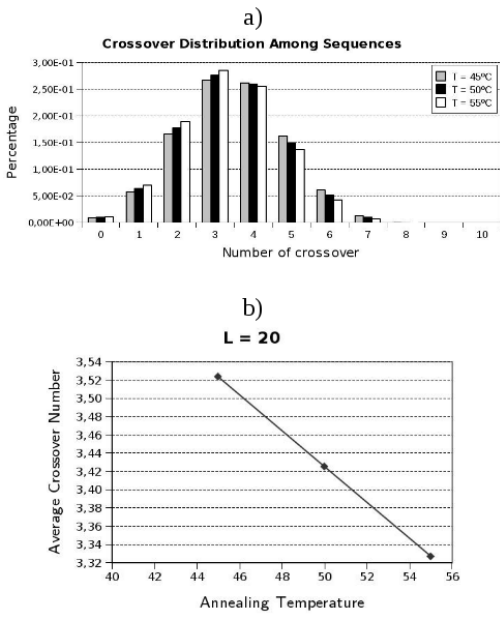 a)
Crossover Distribution Among Sequences
3,00E-01
2,50E-01
2,00E-01
1,50E-01
1,00E-01
5,00E-02
0,00E+00
Percentage
T = 45ºC
T = 50ºC
T = 55ºC
0 1 2 3 4 5 6 7 8 9 10
Number of crossover
b)
L = 20
3,54
3,52
3,50
3,48
3,46
3,44
3,42
3,40
3,38
3,36
3,34
3,32
Average Crossover Number
40 42 44 46 48 50 52 54 56
Annealing Temperature